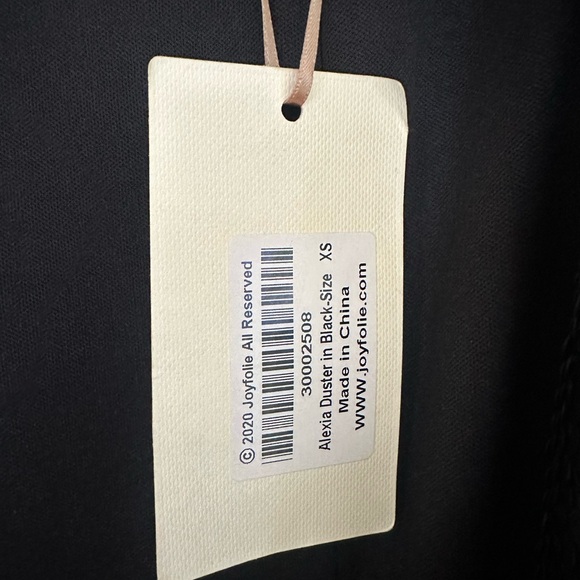 © 2020 Joyfolie All Reserved
30002508
Alexia Duster in Black-Size XS
Made in China
WWW.joyfolie.com